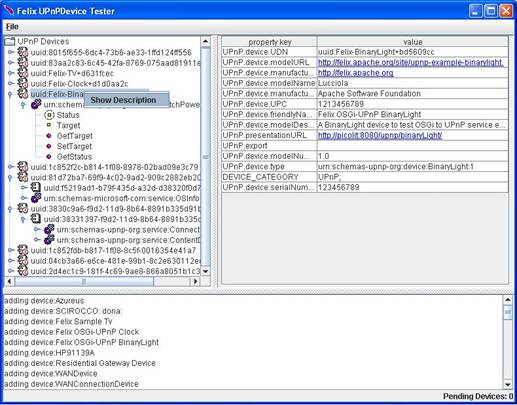 Felix UPnPDevice Tester
File
UPnP Devices
uuid:8015f655-6dc4-73b6-ae33-1ffd124ff556
uuid:83aa2c83-6c45-42fa-8769-075aad81911e
uuid:Felix-TV+d631fcec
uuid:Felix-Clock+d1d0aa2c
uuid:Felix-Bina
urn:schemas- tchPowe
Show Description
Status
Target
GetTarget
SetTarget
GetStatus
uuid:1c852f2c-b814-1f08-8978-02bad09e3c79
uuid:81d72ba7-69f9-4c02-9ad2-909c2882eb20
uuid:f5219ad1-b79f-435d-a32d-d38320f0d7
urn:schemas-microsoft-com:service:OSInfo
uuid:3830c9a6-f9d2-11d9-8b64-8891b335d91b
uuid:38331397-f9d2-11d9-8b64-8891b335d
urn:schemas-upnp-org:service:Connect
urn:schemas-upnp-org:service:ContentD
uuid:1c852fdb-b817-1f08-8c5f-0016354e41a7
uuid:04cb3a66-e6ce-481e-99b1-8c2e630112ee
uuid:2d4ec1c9-181f-4c69-9ae8-866a8051b1c3
property key value
UPnP.device.UDN uuid:Felix-BinaryLight+bd5609cc
UPnP.device.modelURL http://felix.apache.org/site/upnp-example-binarylight.
UPnP.device.manufactu... http://felix.apache.org
UPnP.device.modelName Lucciola
UPnP.device.manufactu... Apache Software Foundation
UPnP.device.UPC 1213456789
UPnP.device.friendlyNa... Felix OSGi-UPnP BinaryLight
UPnP.device.modelDes... A BinaryLight device to test OSGi to UPnP service e...
UPnP.presentationURL http://picolit:8080/upnp/binaryLight/
UPnP.export
UPnP.device.modelNu... 1.0
UPnP.device.type urn:schemas-upnp-org:device:BinaryLight:1
DEVICE_CATEGORY UPnP;
UPnP.device.serialNum... 123456789
adding device:Azureus
adding device:SCIROCCO: dona:
adding device:Felix Sample Tv
adding device:Felix OSGi-UPnP Clock
adding device:Felix OSGi-UPnP BinaryLight
adding device:HP91139A
adding device:Residential Gateway Device
adding device:WANDevice
adding device:WANConnectionDevice
Pending Devices: 0